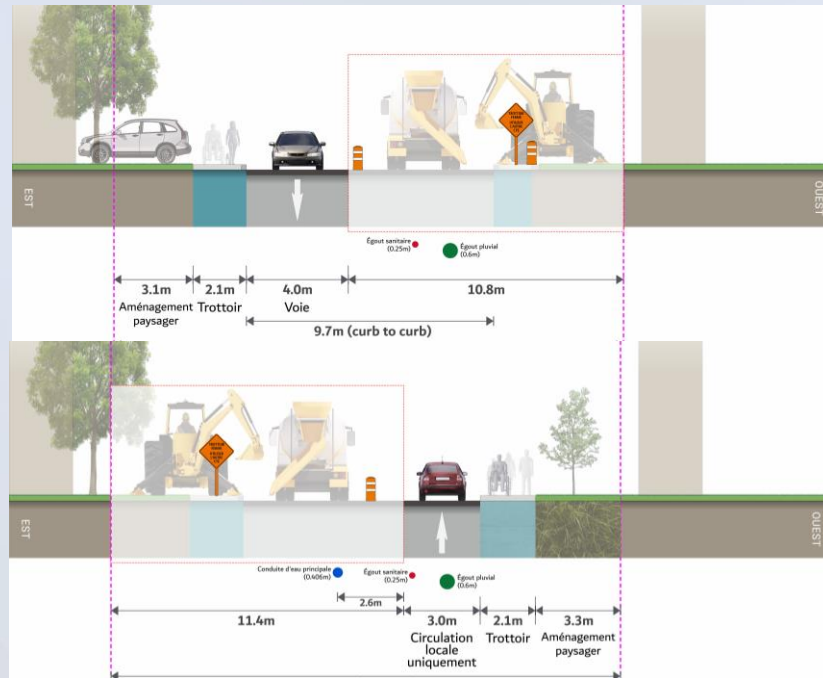 EST
OUEST
Égout sanitaire
(0.25m)
Égout pluvial
(0.6m)
3.1m
Aménagement
paysager
2.1m
Trottoir
4.0m
Voie
10.8m
9.7m (curb to curb)
EST
OUEST
Conduite d'eau principale
(0.406m)
Égout sanitaire
(0.25m)
Égout pluvial
(0.6m)
2.6m
11.4m
3.0m
Circulation
locale
uniquement
2.1m
Trottoir
3.3m
Aménagement
paysager